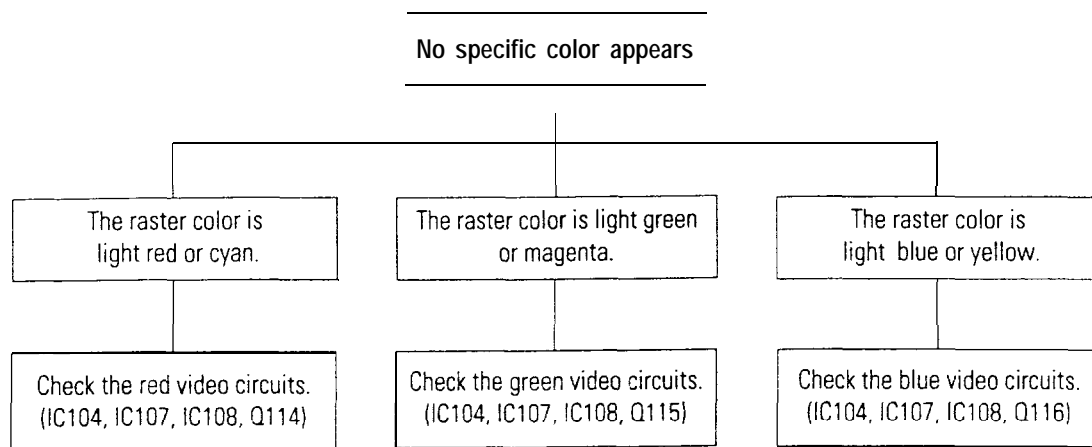 No specific color appears
The raster color is
light red or cyan.
The raster color is light green
or magenta.
The raster color is
light blue or yellow.
Check the red video circuits.
(IC104, IC107, IC108, Q114)
Check the green video circuits.
(IC104, IC107, IC108, Q115)
Check the blue video circuits.
(IC104, IC107, IC108, Q116)